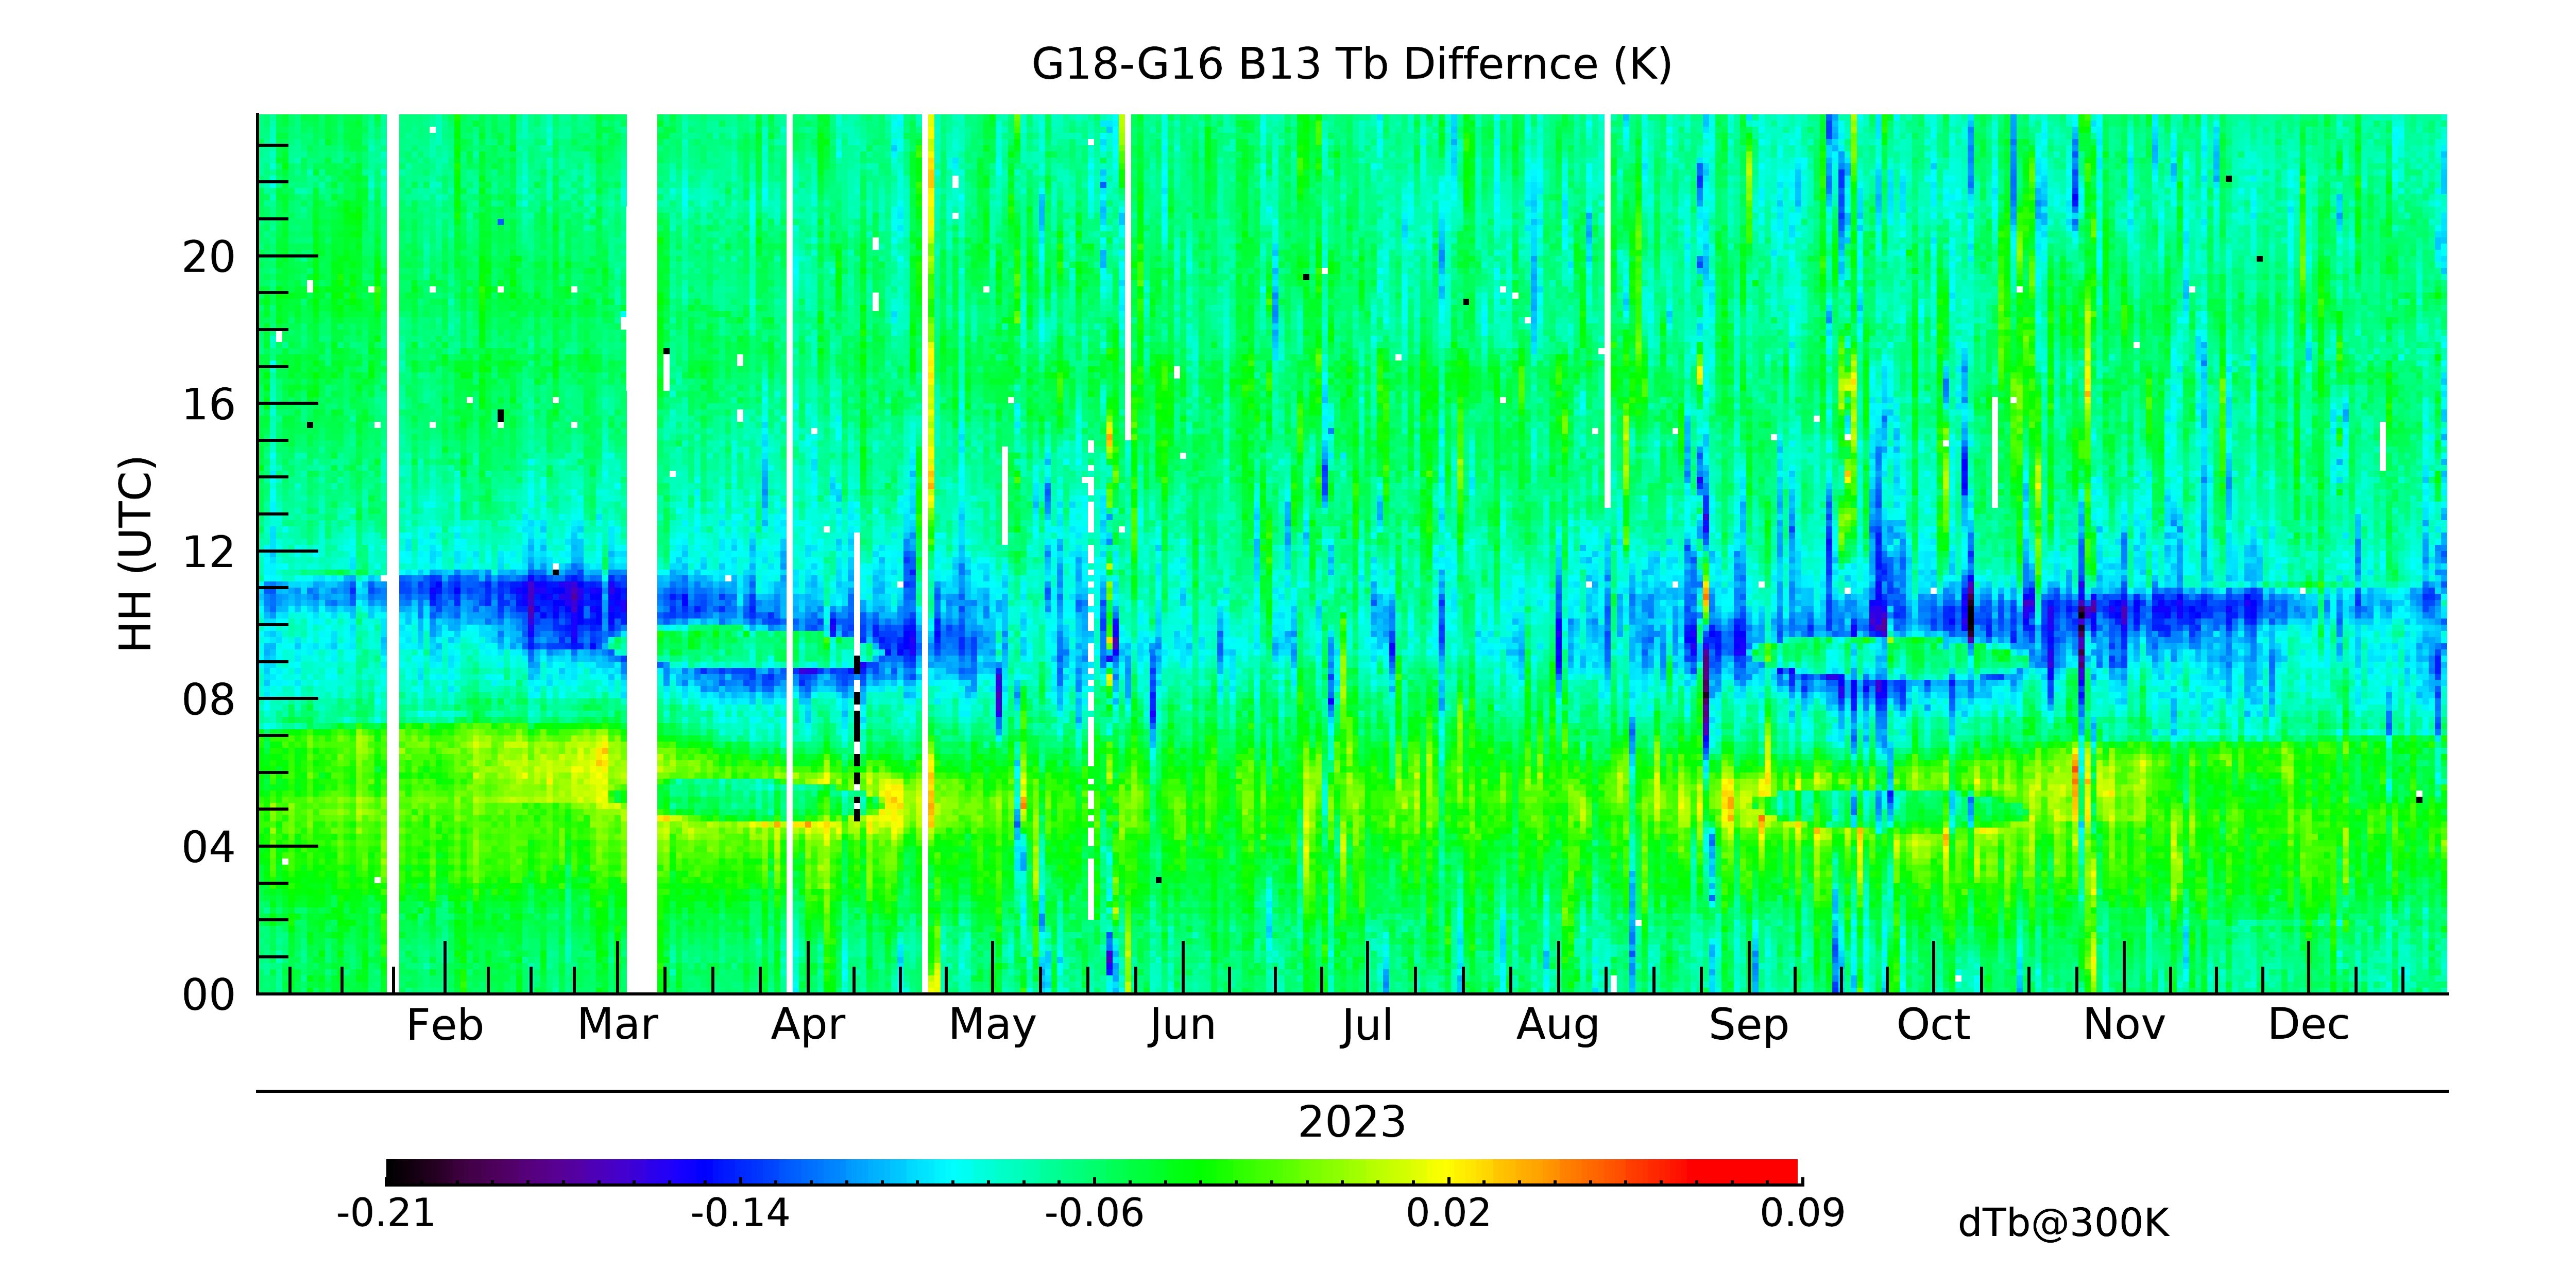 G18-G16 B13 Tb Differnce (K)
HH (UTC)
20
16
12
08
04
00
Feb Mar Apr May Jun Jul Aug Sep Oct Nov Dec
2023
-0.21 -0.14 -0.06 0.02 0.09 dTb@300K